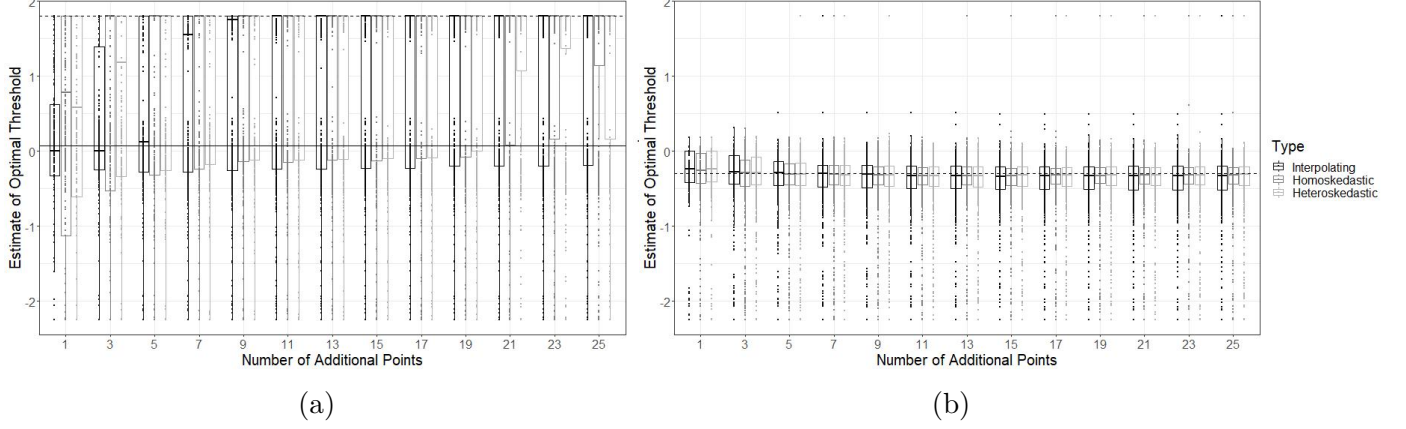 Estimate of Optimal Threshold
1
0
-1
-2
1 3 5 7 9 11 13 15 17 19 21 23 25
Number of Additional Points
(a)
Estimate of Optimal Threshold
1
0
-1
-2
1 3 5 7 9 11 13 15 17 19 21 23 25
Number of Additional Points
(b)
Type
Interpolating
Homoskedastic
Heteroskedastic